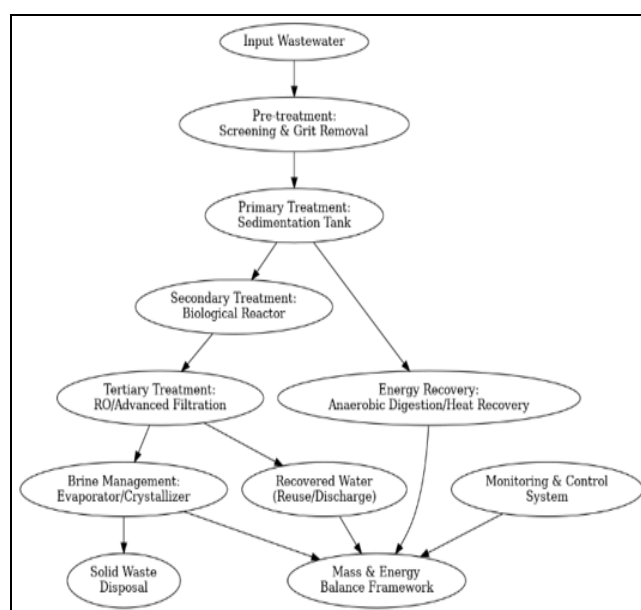 Input Wastewater
Pre-treatment:
Screening & Grit Removal
Primary Treatment:
Sedimentation Tank
Secondary Treatment:
Biological Reactor
Tertiary Treatment:
RO/Advanced Filtration
Energy Recovery:
Anaerobic Digestion/Heat Recovery
Brine Management:
Evaporator/Crystallizer
Recovered Water
(Reuse/Discharge)
Monitoring & Control
System
Solid Waste
Disposal
Mass & Energy
Balance Framework